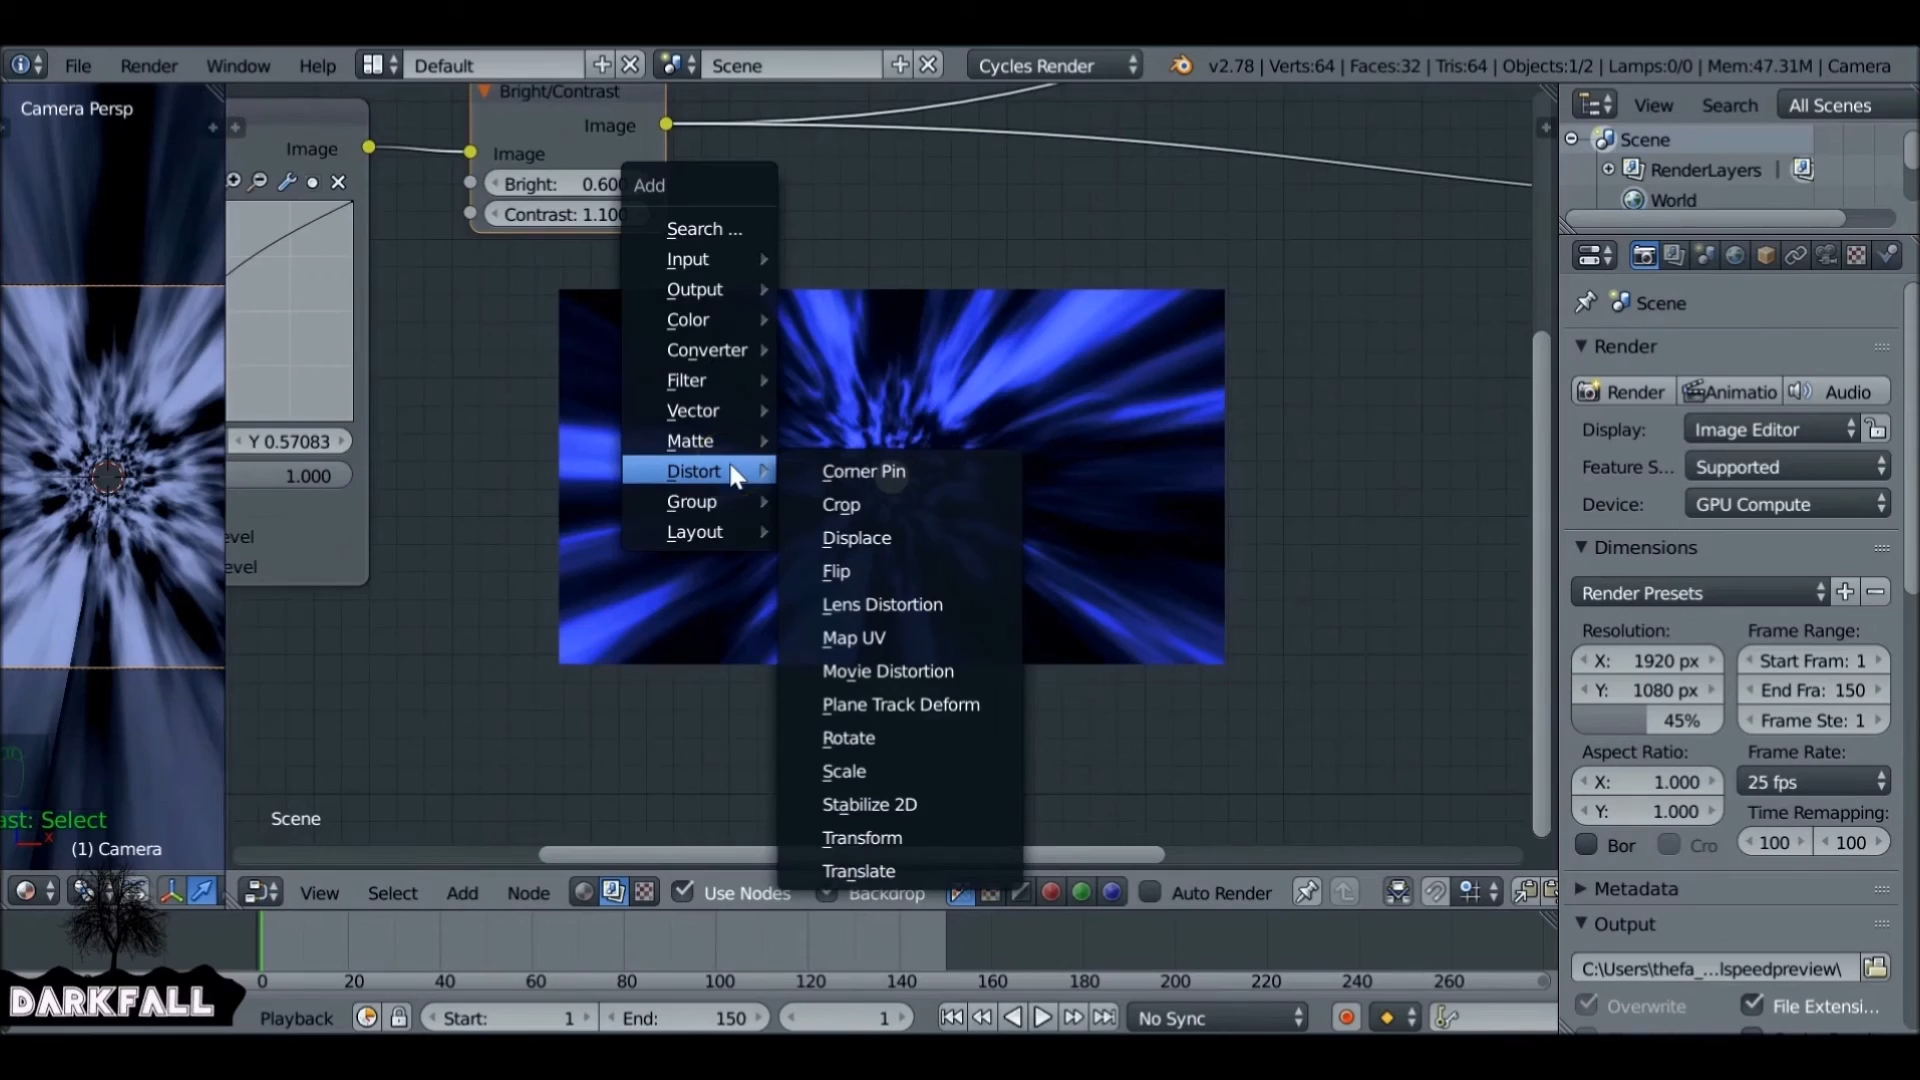 File
Render
Window
Help
Default
Scene
Cycles Render
v2.78 | Verts:64 | Faces:32 | Tris:64 | Objects:1/2 | Lamps:0/0 | Mem:47.31M | Camera
Camera Persp
Image
Y 0.57083
1.000
evel
evel
Bright/Contrast
Image
Image
Bright: 0.600
Contrast: 1.100
Add
Search ...
Input
Output
Color
Converter
Filter
Vector
Matte
Distort
Group
Layout
Corner Pin
Crop
Displace
Flip
Lens Distortion
Map UV
Movie Distortion
Plane Track Deform
Rotate
Scale
Stabilize 2D
Transform
Translate
Scene
ast: Select
(1) Camera
View
Select
Add
Node
Use Nodes
Backdrop
Auto Render
0 20 40 60 80 100 120 140 160 180 200 220 240 260
DARKFALL
Playback
Start: 1
End: 150
1
No Sync
View
Search
All Scenes
Scene
RenderLayers
World
Scene
Render
Render
Animatio
Audio
Display:
Image Editor
Feature S...
Supported
Device:
GPU Compute
Dimensions
Render Presets
Resolution:
X: 1920 px
Y: 1080 px
45%
Frame Range:
Start Fram: 1
End Fra: 150
Frame Ste: 1
Aspect Ratio:
X: 1.000
Y: 1.000
Frame Rate:
25 fps
Time Remapping:
100
100
Bor
Cro
Metadata
Output
C:\Users\thefa_...lspeedpreview\
Overwrite
File Extensi...